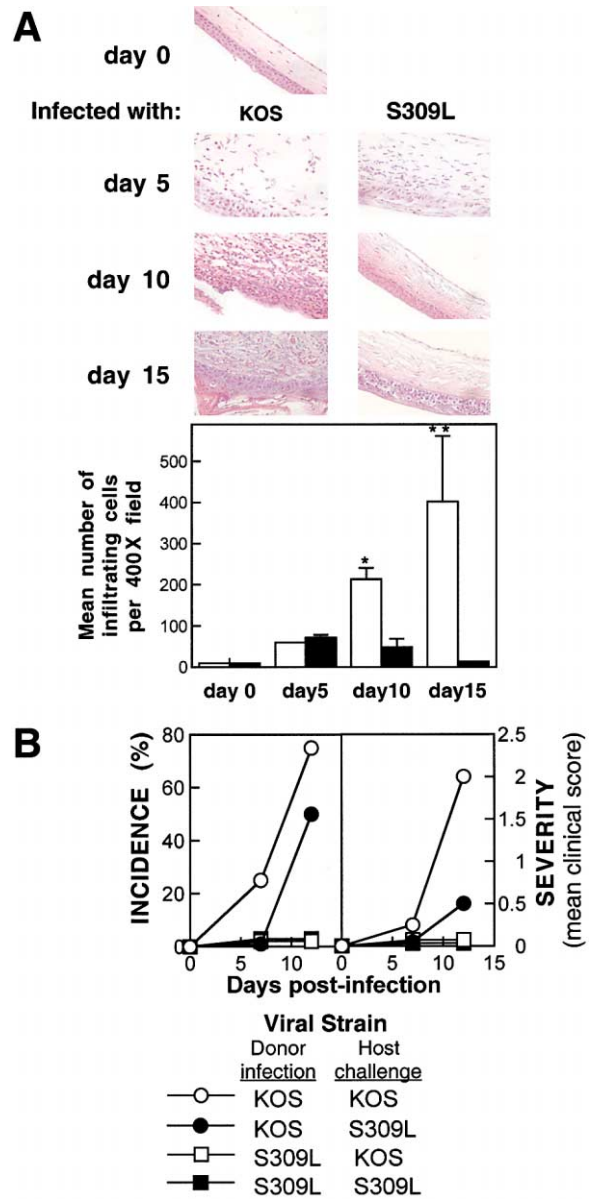 A
day 0
Infected with: KOS S309L
day 5
day 10
day 15
Mean number of
infiltrating cells
per 400X field
500
400
300
200
100
0
* **
day 0 day5 day10 day15
B
INCIDENCE (%)
80
60
40
20
0
2.5
2
1.5
1
0.5
0
SEVERITY
(mean clinical score)
0 5 10 0 5 10 15
Days post-infection
Viral Strain
Donor Host
infection challenge
KOS KOS
KOS S309L
S309L KOS
S309L S309L